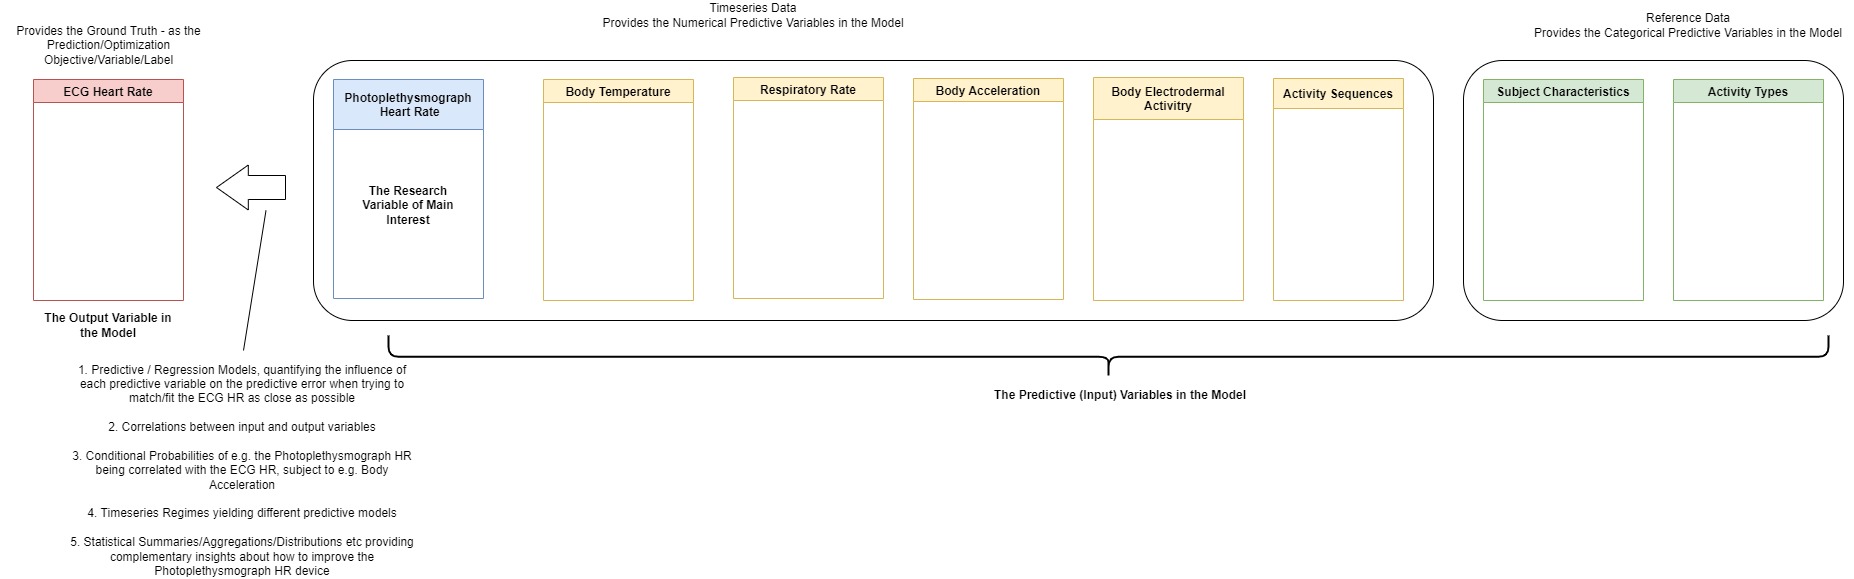 Timeseries Data
Provides the Numerical Predictive Variables in the Model
Reference Data
Provides the Categorical Predictive Variables in the Model
Provides the Ground Truth - as the
Prediction/Optimization
Objective/Variable/Label
ECG Heart Rate
Photoplethysmograph
Heart Rate
The Research
Variable of Main
Interest
Body Temperature
Respiratory Rate
Body Acceleration
Body Electrodermal
Activitry
Activity Sequences
Subject Characteristics
Activity Types
The Output Variable in
the Model
1. Predictive / Regression Models, quantifying the influence of
each predictive variable on the predictive error when trying to
match/fit the ECG HR as close as possible
2. Correlations between input and output variables
3. Conditional Probabilities of e.g. the Photoplethysmograph HR
being correlated with the ECG HR, subject to e.g. Body
Acceleration
4. Timeseries Regimes yielding different predictive models
5. Statistical Summaries/Aggregations/Distributions etc providing
complementary insights about how to improve the
Photoplethysmograph HR device
The Predictive (Input) Variables in the Model